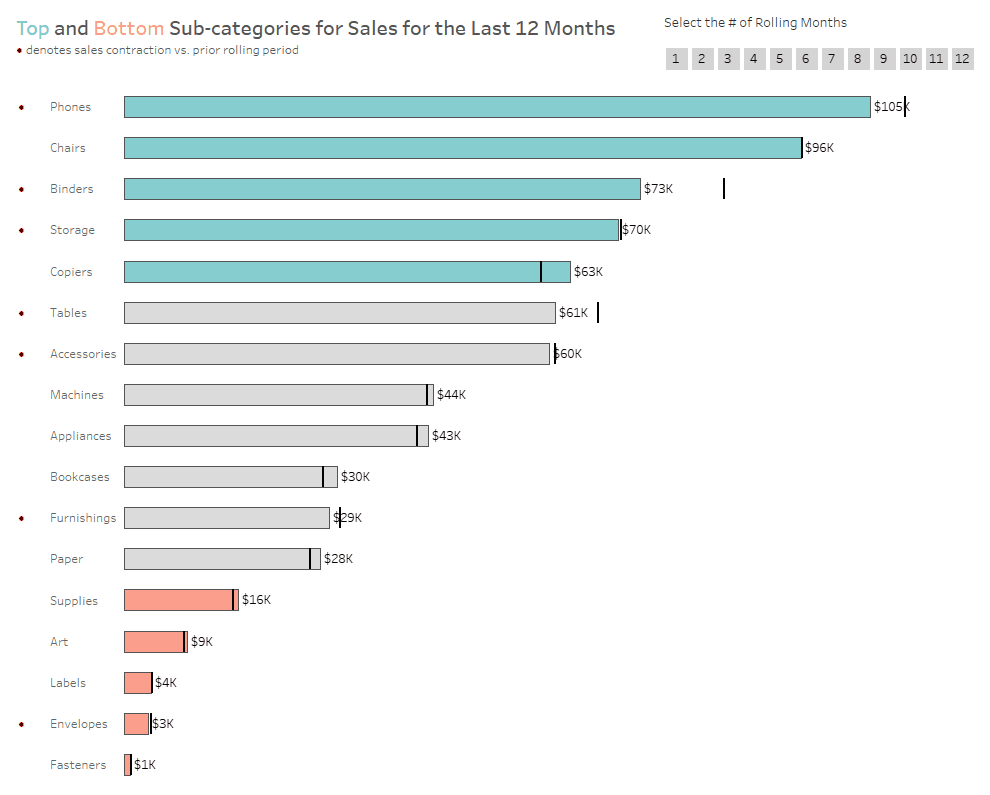 Top and Bottom Sub-categories for Sales for the Last 12 Months
denotes sales contraction vs. prior rolling period
Select the # of Rolling Months
1 2 3 4 5 6 7 8 9 10 11 12
Phones $105K
Chairs $96K
Binders $73K
Storage $70K
Copiers $63K
Tables $61K
Accessories $60K
Machines $44K
Appliances $43K
Bookcases $30K
Furnishings $29K
Paper $28K
Supplies $16K
Art $9K
Labels $4K
Envelopes $3K
Fasteners $1K